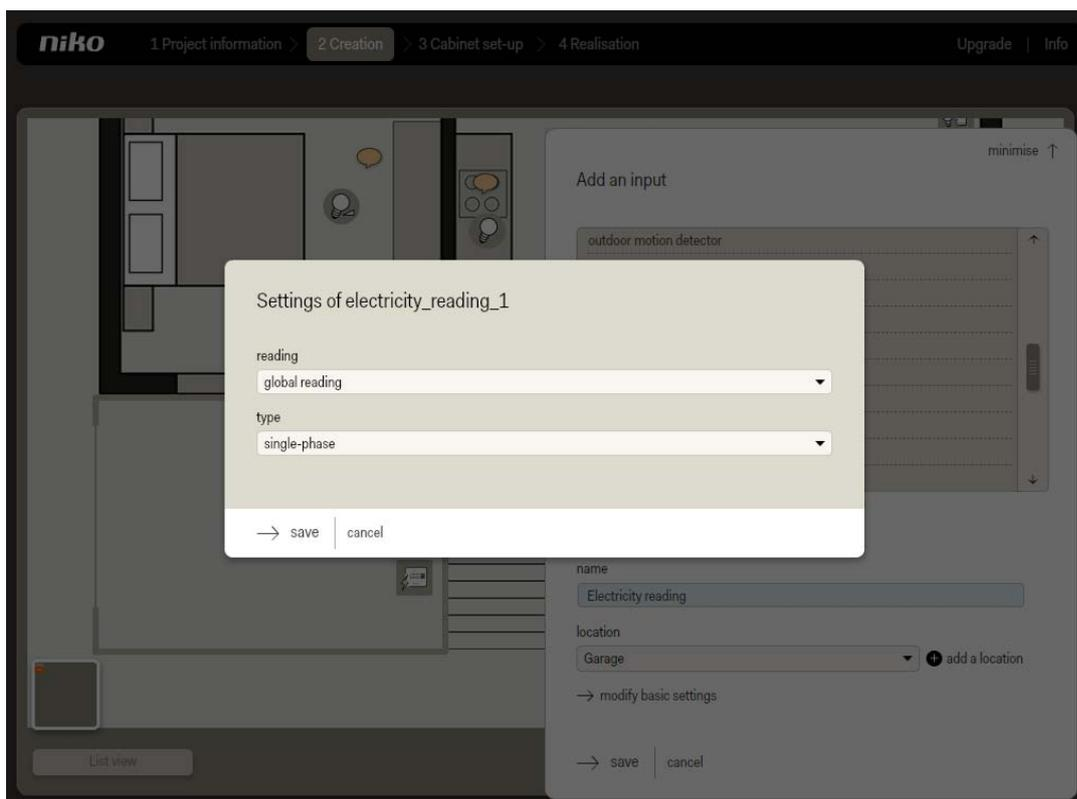 niko 1 Project information > 2 Creation > 3 Cabinet set-up > 4 Realisation Upgrade | Info
minimise ↑
Add an input
outdoor motion detector
Settings of electricity_reading_1
reading
global reading
type
single-phase
→ save | cancel
name
Electricity reading
location
Garage + add a location
→ modify basic settings
List view
→ save | cancel